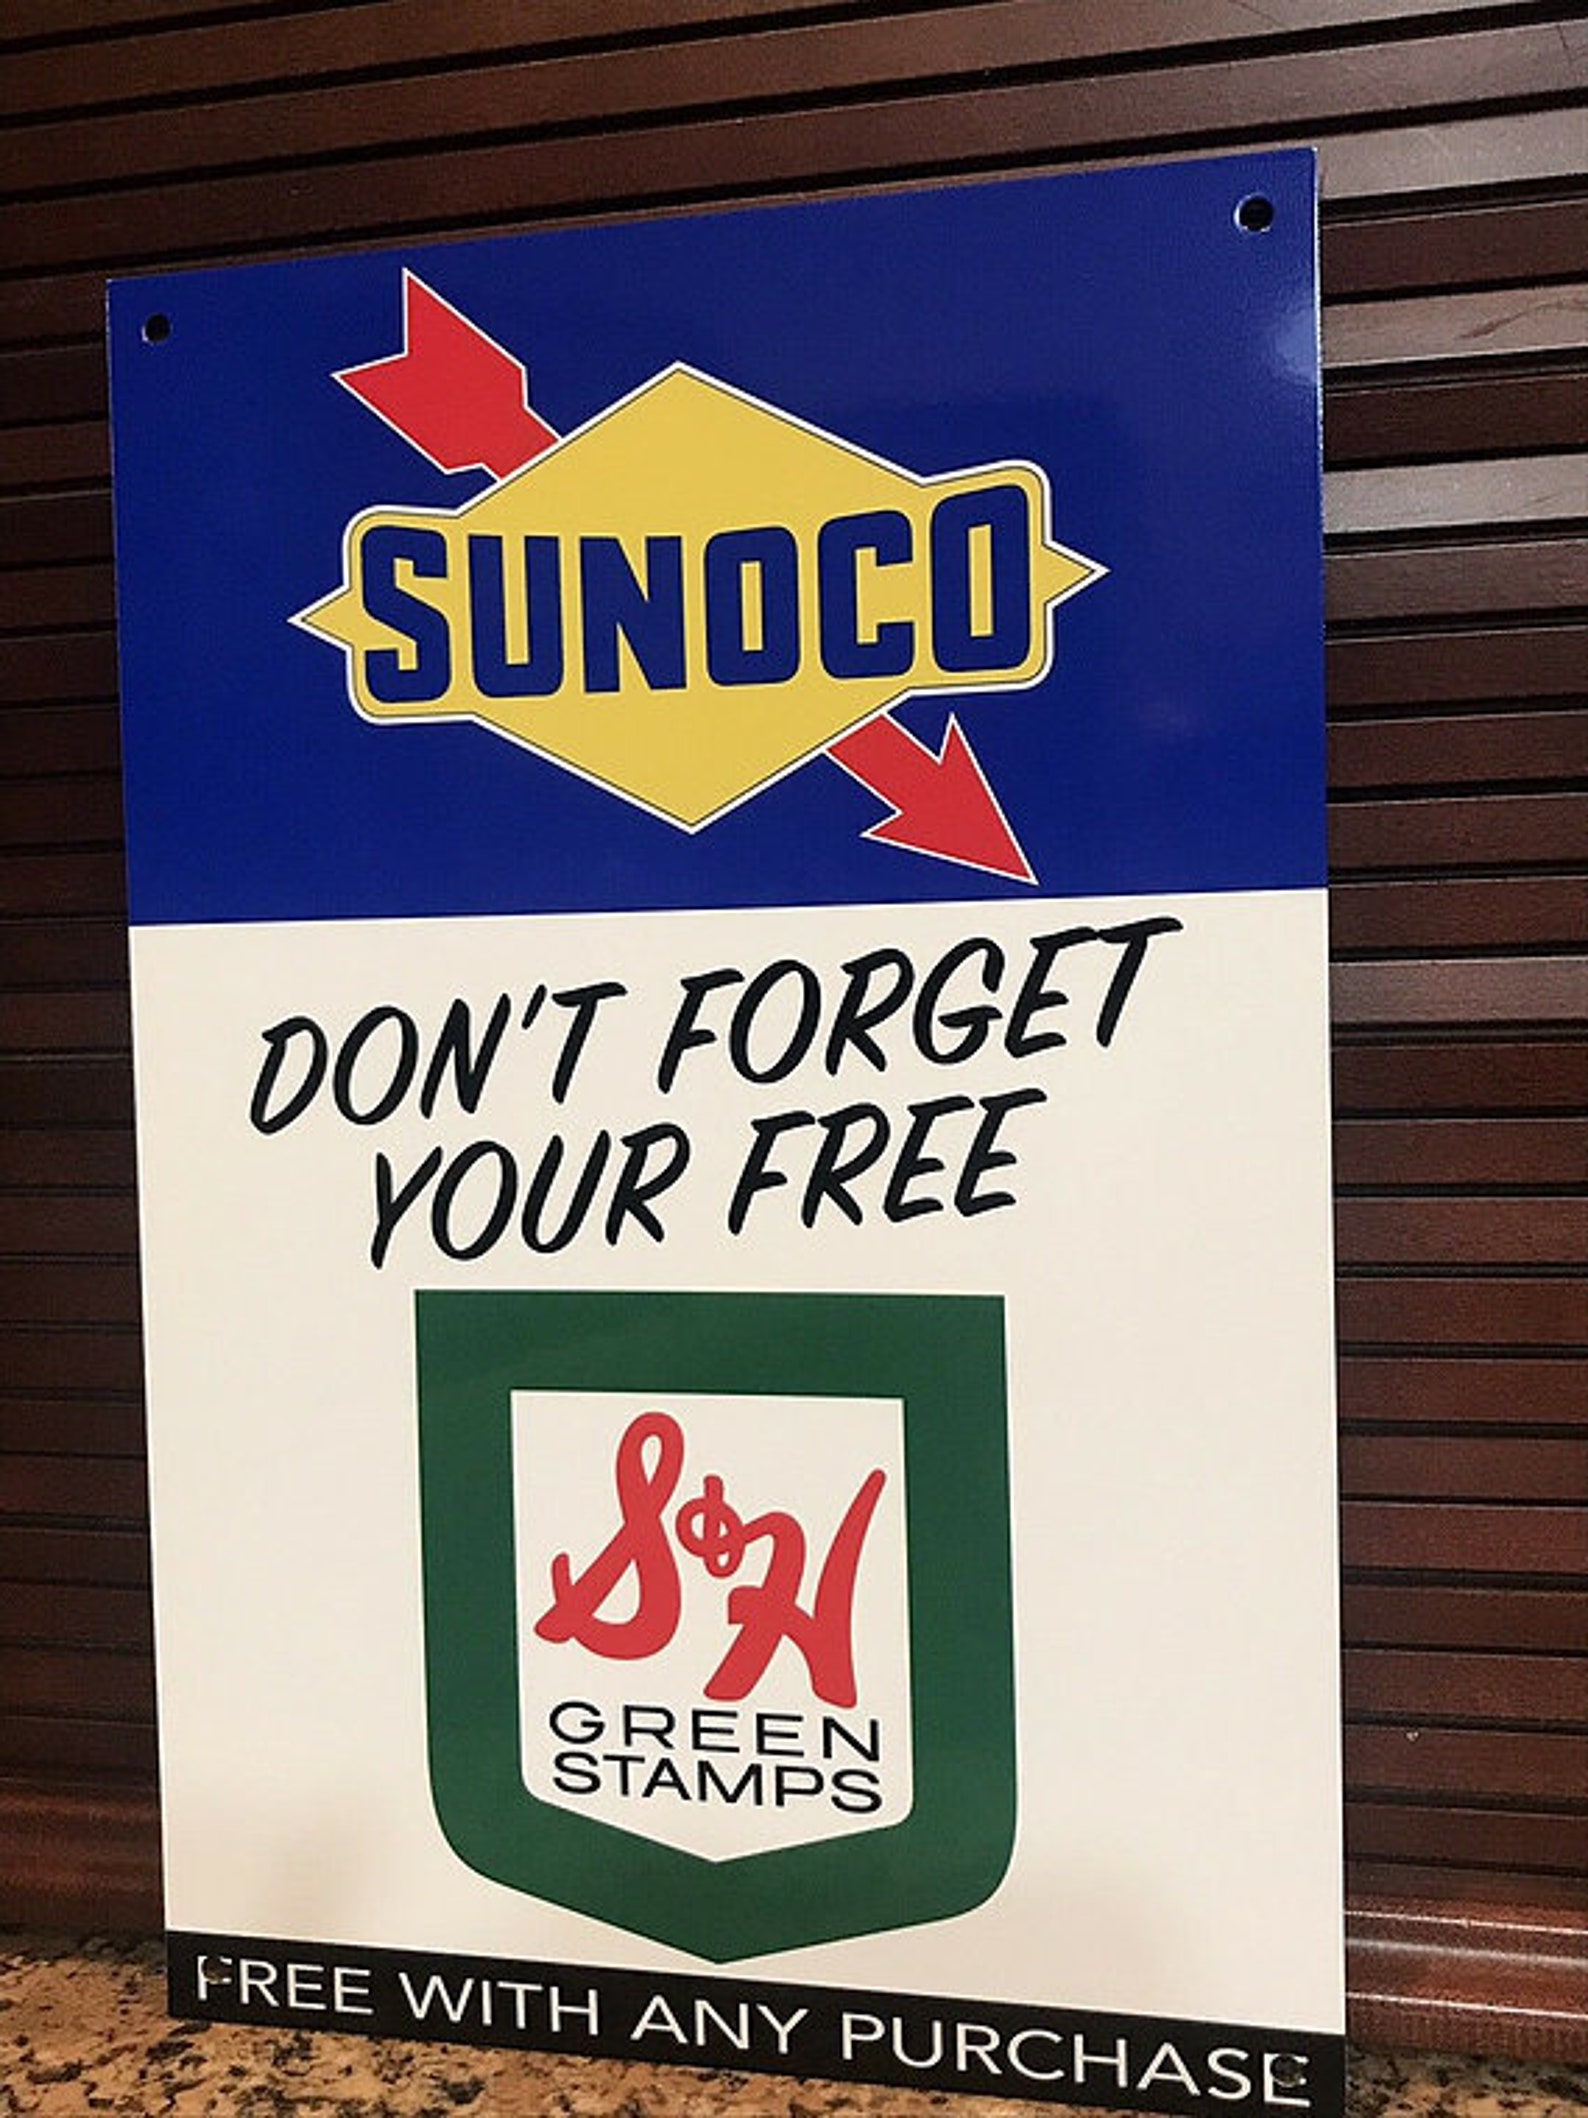 SUNOCO
DON'T FORGET
YOUR FREE
S&H
GREEN
STAMPS
FREE WITH ANY PURCHASE